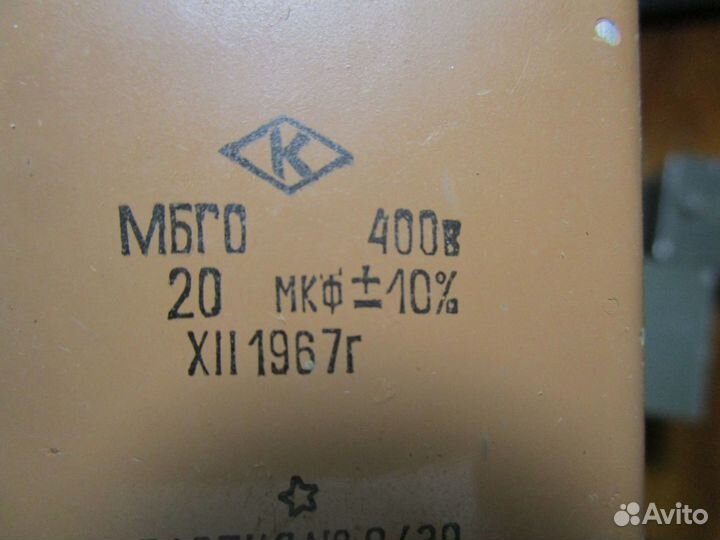 К
МБГО 400в
20 мкф ±10%
XII 1967г
Avito